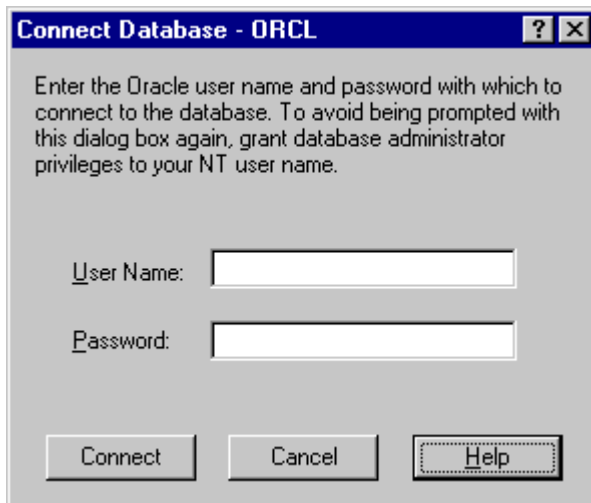 Connect Database - ORCL
Enter the Oracle user name and password with which to
connect to the database. To avoid being prompted with
this dialog box again, grant database administrator
privileges to your NT user name.
User Name:
Password:
Connect Cancel Help